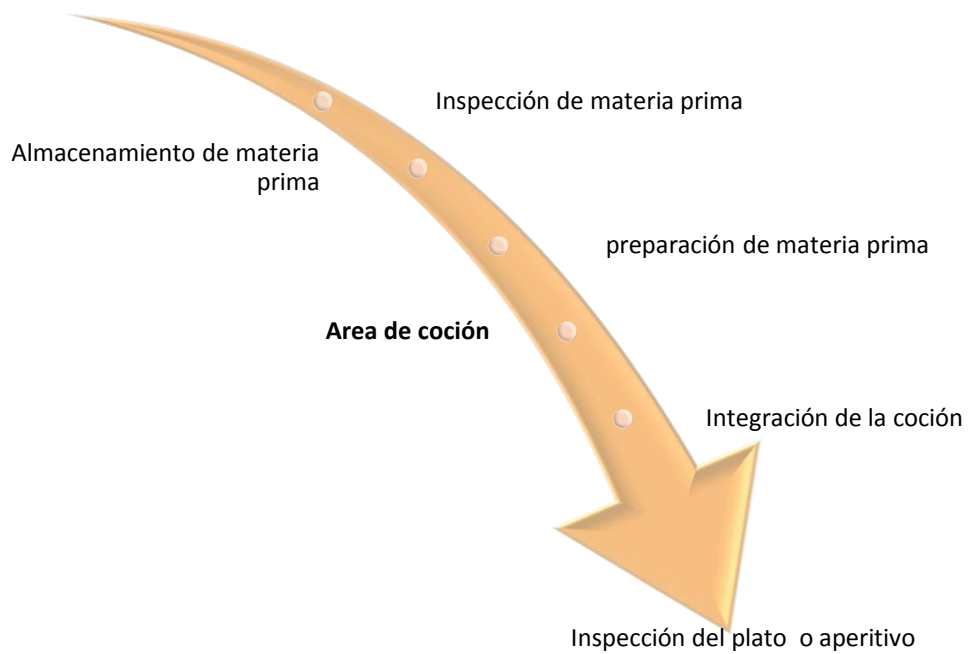 Inspección de materia prima
Almacenamiento de materia
prima
preparación de materia prima
Area de coción
Integración de la coción
Inspección del plato o aperitivo